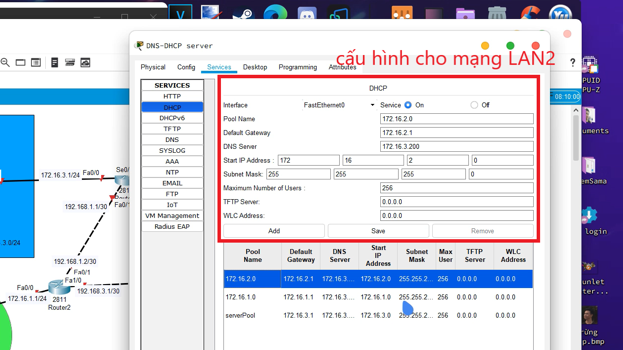 DNS-DHCP server
cấu hình cho mạng LAN2
Physical Config Services Desktop Programming Attributes
SERVICES
HTTP
DHCP
DHCPv6
TFTP
DNS
SYSLOG
AAA
NTP
EMAIL
FTP
IoT
VM Management
Radius EAP
DHCP
Interface FastEthernet0 Service On Off
Pool Name 172.16.2.0
Default Gateway 172.16.2.1
DNS Server 172.16.3.200
Start IP Address : 172 16 2 0
Subnet Mask: 255 255 255 0
Maximum Number of Users : 256
TFTP Server: 0.0.0.0
WLC Address: 0.0.0.0
Add Save Remove
Pool Name Default Gateway DNS Server Start IP Address Subnet Mask Max User TFTP Server WLC Address
172.16.2.0 172.16.2.1 172.16.3.... 172.16.2.0 255.255.2... 256 0.0.0.0 0.0.0.0
172.16.1.0 172.16.1.1 172.16.3.... 172.16.1.0 255.255.2... 256 0.0.0.0 0.0.0.0
serverPool 172.16.3.1 172.16.3.... 172.16.3.0 255.255.2... 256 0.0.0.0 0.0.0.0
172.16.3.1/24 Fa0/0 Se0/
281
Fa0/
192.168.1.1/30
3.0/24
192.168.1.2/30
Fa0/1
Fa0/0 Fa1/0
192.168.3.1/30
172.16.1.1/24 2811
Router2
?
08:10:00
PUID
PU-Z
uments
emSama
login